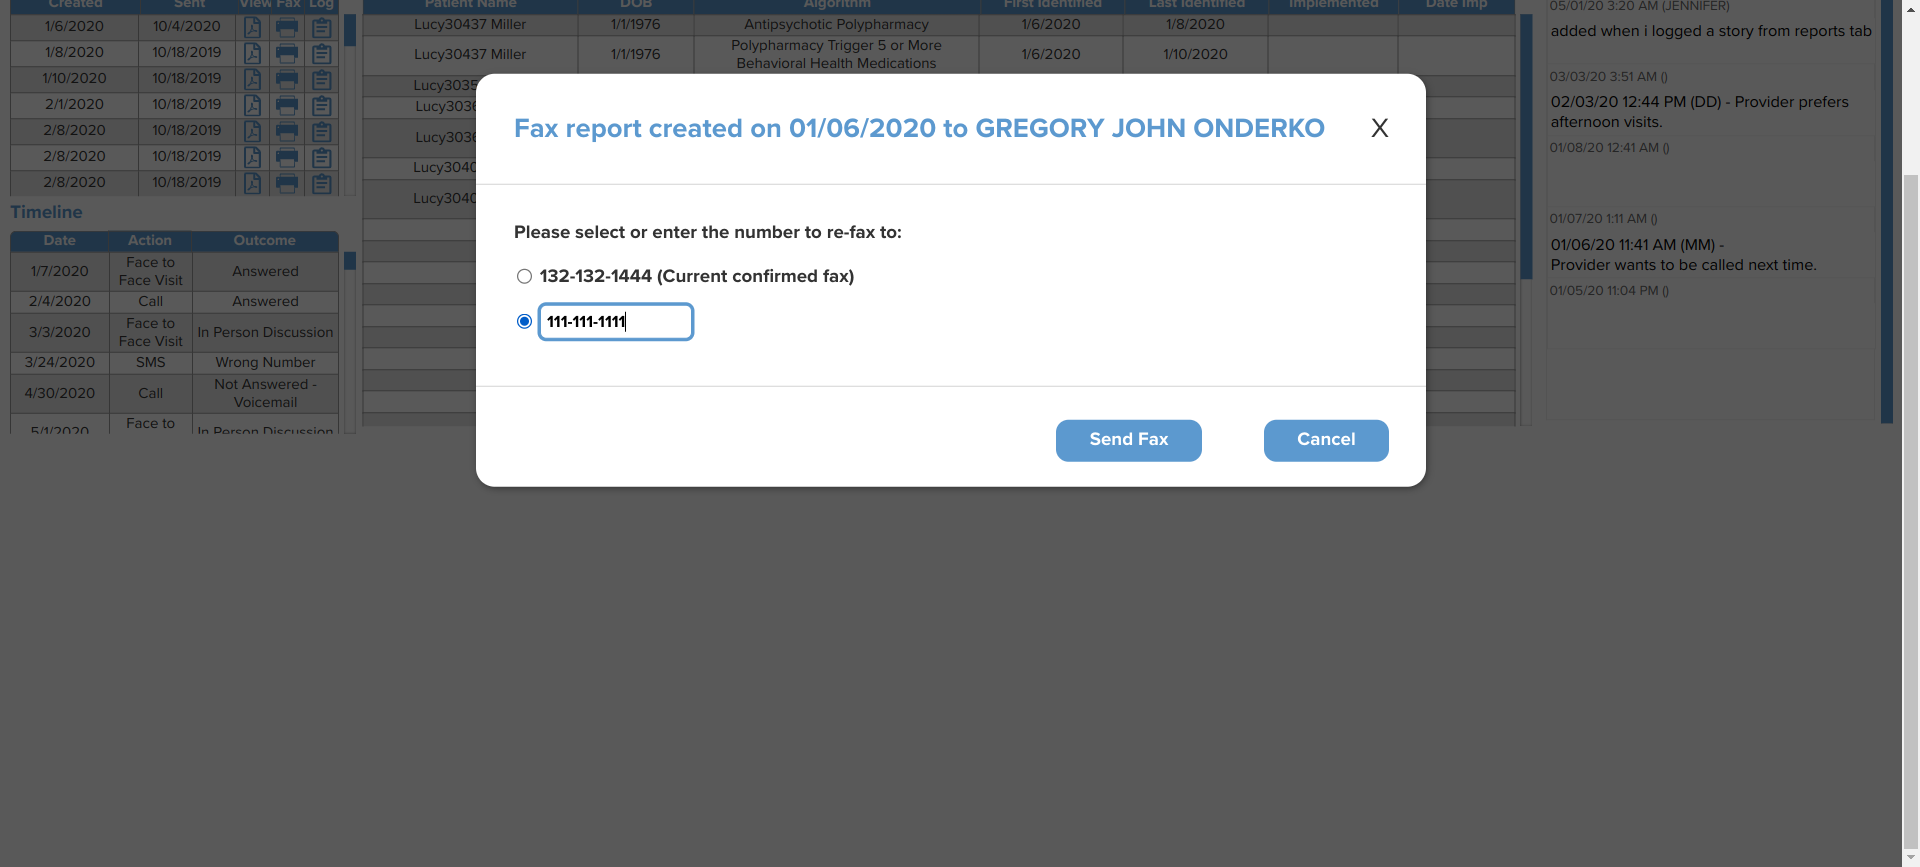 Created Sent View Fax Log
1/6/2020 10/4/2020
1/8/2020 10/18/2019
1/10/2020 10/18/2019
2/1/2020 10/18/2019
2/8/2020 10/18/2019
2/8/2020 10/18/2019
2/8/2020 10/18/2019
Timeline
Date Action Outcome
1/7/2020 Face to Face Visit Answered
2/4/2020 Call Answered
3/3/2020 Face to Face Visit In Person Discussion
3/24/2020 SMS Wrong Number
4/30/2020 Call Not Answered - Voicemail
5/1/2020 Face to In Person Discussion
Patient Name DOB Algorithm First Identified Last Identified Implemented Date Imp
Lucy30437 Miller 1/1/1976 Antipsychotic Polypharmacy 1/6/2020 1/8/2020
Lucy30437 Miller 1/1/1976 Polypharmacy Trigger 5 or More Behavioral Health Medications 1/6/2020 1/10/2020
Lucy3035
Lucy3036
Lucy3036
Lucy3040
Lucy3040
Fax report created on 01/06/2020 to GREGORY JOHN ONDERKO X
Please select or enter the number to re-fax to:
132-132-1444 (Current confirmed fax)
111-111-1111
Send Fax Cancel
05/01/20 3:20 AM (JENNIFER)
added when i logged a story from reports tab
03/03/20 3:51 AM ()
02/03/20 12:44 PM (DD) - Provider prefers
afternoon visits.
01/08/20 12:41 AM ()
01/07/20 1:11 AM ()
01/06/20 11:41 AM (MM) -
Provider wants to be called next time.
01/05/20 11:04 PM ()